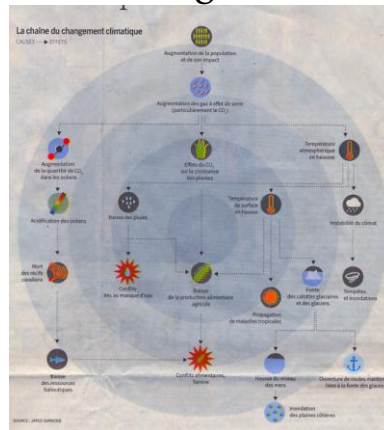 La chaîne du changement climatique
CAUSES ---► EFFETS
Augmentation de la population
et de son impact
Augmentation des gaz à effet de serre
(particulièrement le CO₂)
Augmentation
de la quantité de CO₂
dans les océans
Effets du CO₂
sur la croissance
des plantes
Température
atmosphérique
en hausse
Acidification des océans
Baisse des pluies
Température
de surface
en hausse
Instabilité du climat
Mort
des récifs
coralliens
Conflits
liés au manque d'eau
Baisse
de la production alimentaire
agricole
Propagation
de maladies tropicales
Fonte
des calottes glaciaires
et des glaciers
Tempêtes
et inondations
Baisse
des ressources
halieutiques
Conflits alimentaires,
famine
Hausse du niveau
des mers
Ouverture de routes maritimes
liées à la fonte des glaces
Inondation
des plaines côtières
SOURCE : JARED DIAMOND